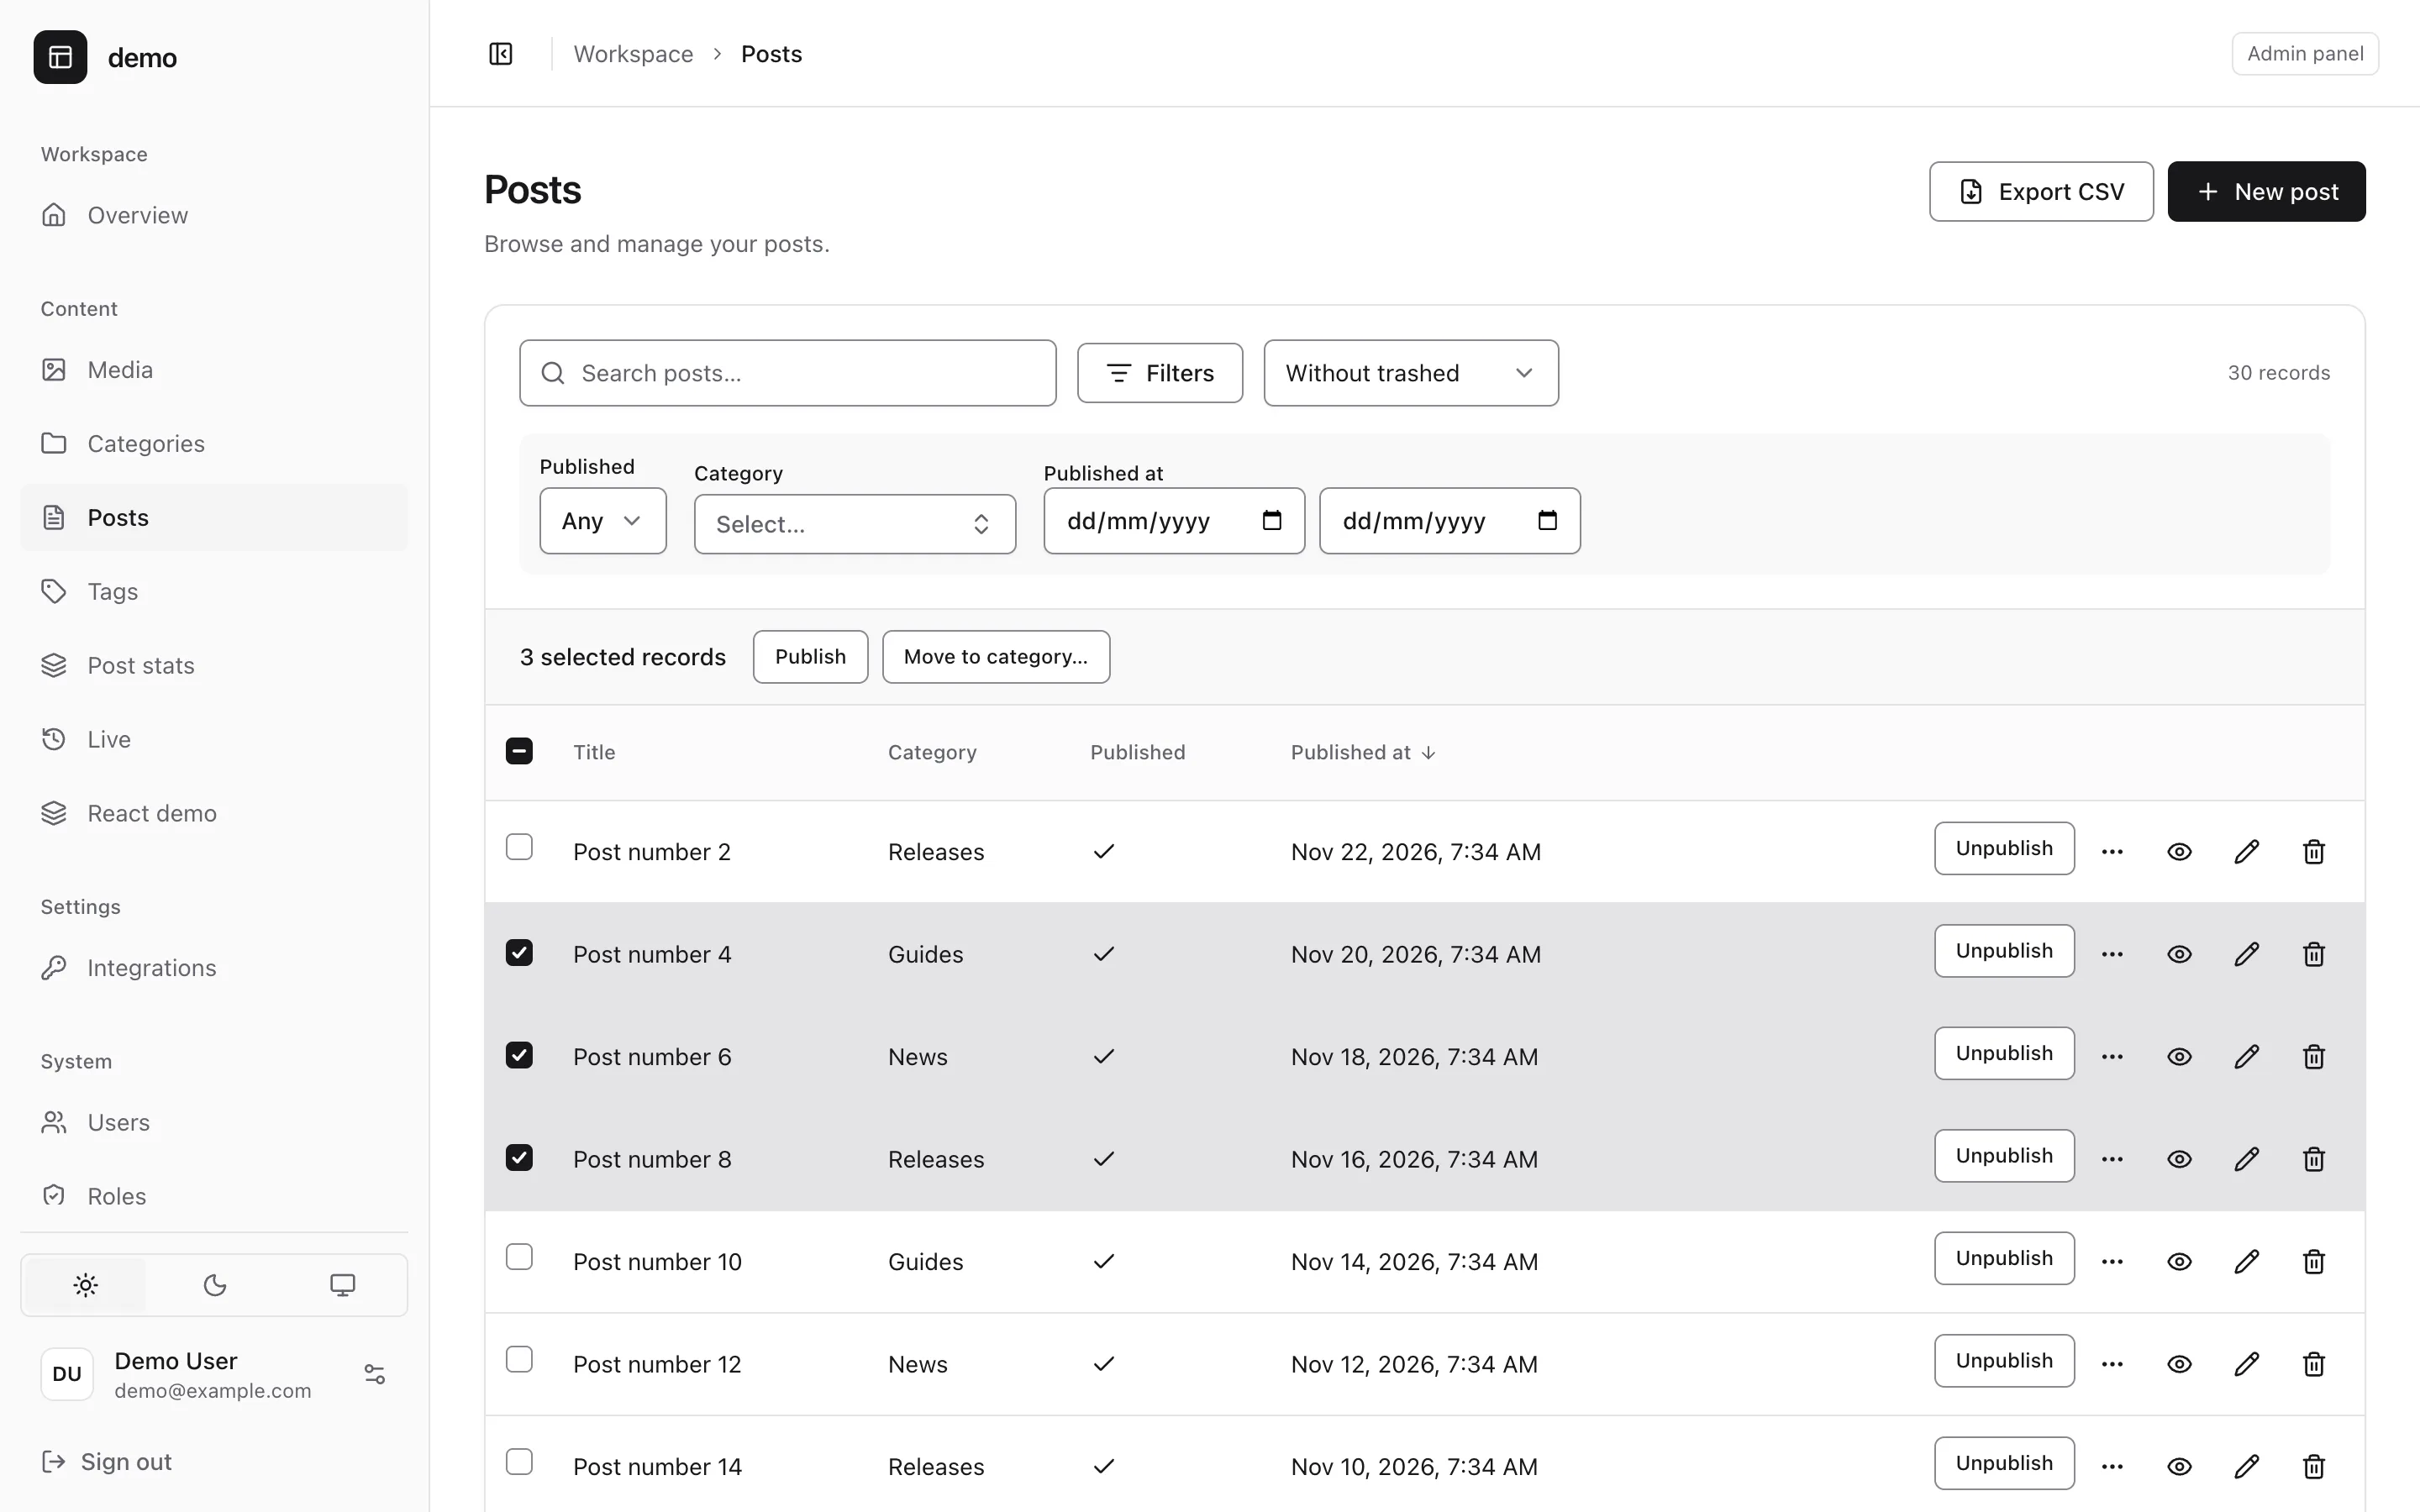 demo
Workspace
Overview
Content
Media
Categories
Posts
Tags
Post stats
Live
React demo
Settings
Integrations
System
Users
Roles
DU
Demo User
demo@example.com
Sign out
Workspace > Posts
Admin panel
Posts
Browse and manage your posts.
Export CSV
New post
Search posts...
Filters
Without trashed
30 records
Published
Any
Category
Select...
Published at
dd/mm/yyyy
dd/mm/yyyy
3 selected records
Publish
Move to category...
Title Category Published Published at
Post number 2 Releases Nov 22, 2026, 7:34 AM Unpublish
Post number 4 Guides Nov 20, 2026, 7:34 AM Unpublish
Post number 6 News Nov 18, 2026, 7:34 AM Unpublish
Post number 8 Releases Nov 16, 2026, 7:34 AM Unpublish
Post number 10 Guides Nov 14, 2026, 7:34 AM Unpublish
Post number 12 News Nov 12, 2026, 7:34 AM Unpublish
Post number 14 Releases Nov 10, 2026, 7:34 AM Unpublish